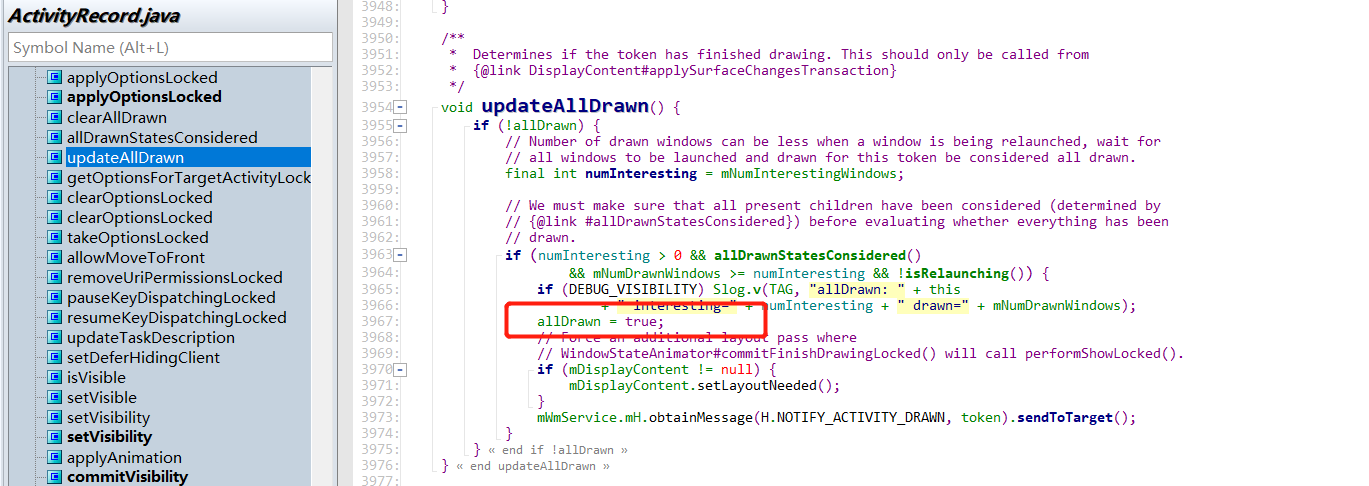 ActivityRecord.java
Symbol Name (Alt+L)
applyOptionsLocked
applyOptionsLocked
clearAllDrawn
allDrawnStatesConsidered
updateAllDrawn
getOptionsForTargetActivityLock
clearOptionsLocked
clearOptionsLocked
takeOptionsLocked
allowMoveToFront
removeUriPermissionsLocked
pauseKeyDispatchingLocked
resumeKeyDispatchingLocked
updateTaskDescription
setDeferHidingClient
isVisible
setVisible
setVisibility
setVisibility
applyAnimation
commitVisibility
3948: }
3949:
3950: /**
3951: * Determines if the token has finished drawing. This should only be called from
3952: * {@link DisplayContent#applySurfaceChangesTransaction}
3953: */
3954: void updateAllDrawn() {
3955: if (!allDrawn) {
3956: // Number of drawn windows can be less when a window is being relaunched, wait for
3957: // all windows to be launched and drawn for this token be considered all drawn.
3958: final int numInteresting = mNumInterestingWindows;
3959:
3960: // We must make sure that all present children have been considered (determined by
3961: // {@link #allDrawnStatesConsidered}) before evaluating whether everything has been
3962: // drawn.
3963: if (numInteresting > 0 && allDrawnStatesConsidered()
3964: && mNumDrawnWindows >= numInteresting && !isRelaunching()) {
3965: if (DEBUG_VISIBILITY) Slog.v(TAG, "allDrawn: " + this
3966: + " interesting=" + numInteresting + " drawn=" + mNumDrawnWindows);
3967: allDrawn = true;
3968: // Force an additional layout pass where
3969: // WindowStateAnimator#commitFinishDrawingLocked() will call performShowLocked().
3970: if (mDisplayContent != null) {
3971: mDisplayContent.setLayoutNeeded();
3972: }
3973: mWmService.mH.obtainMessage(H.NOTIFY_ACTIVITY_DRAWN, token).sendToTarget();
3974: }
3975: } « end if !allDrawn »
3976: } « end updateAllDrawn »
3977: